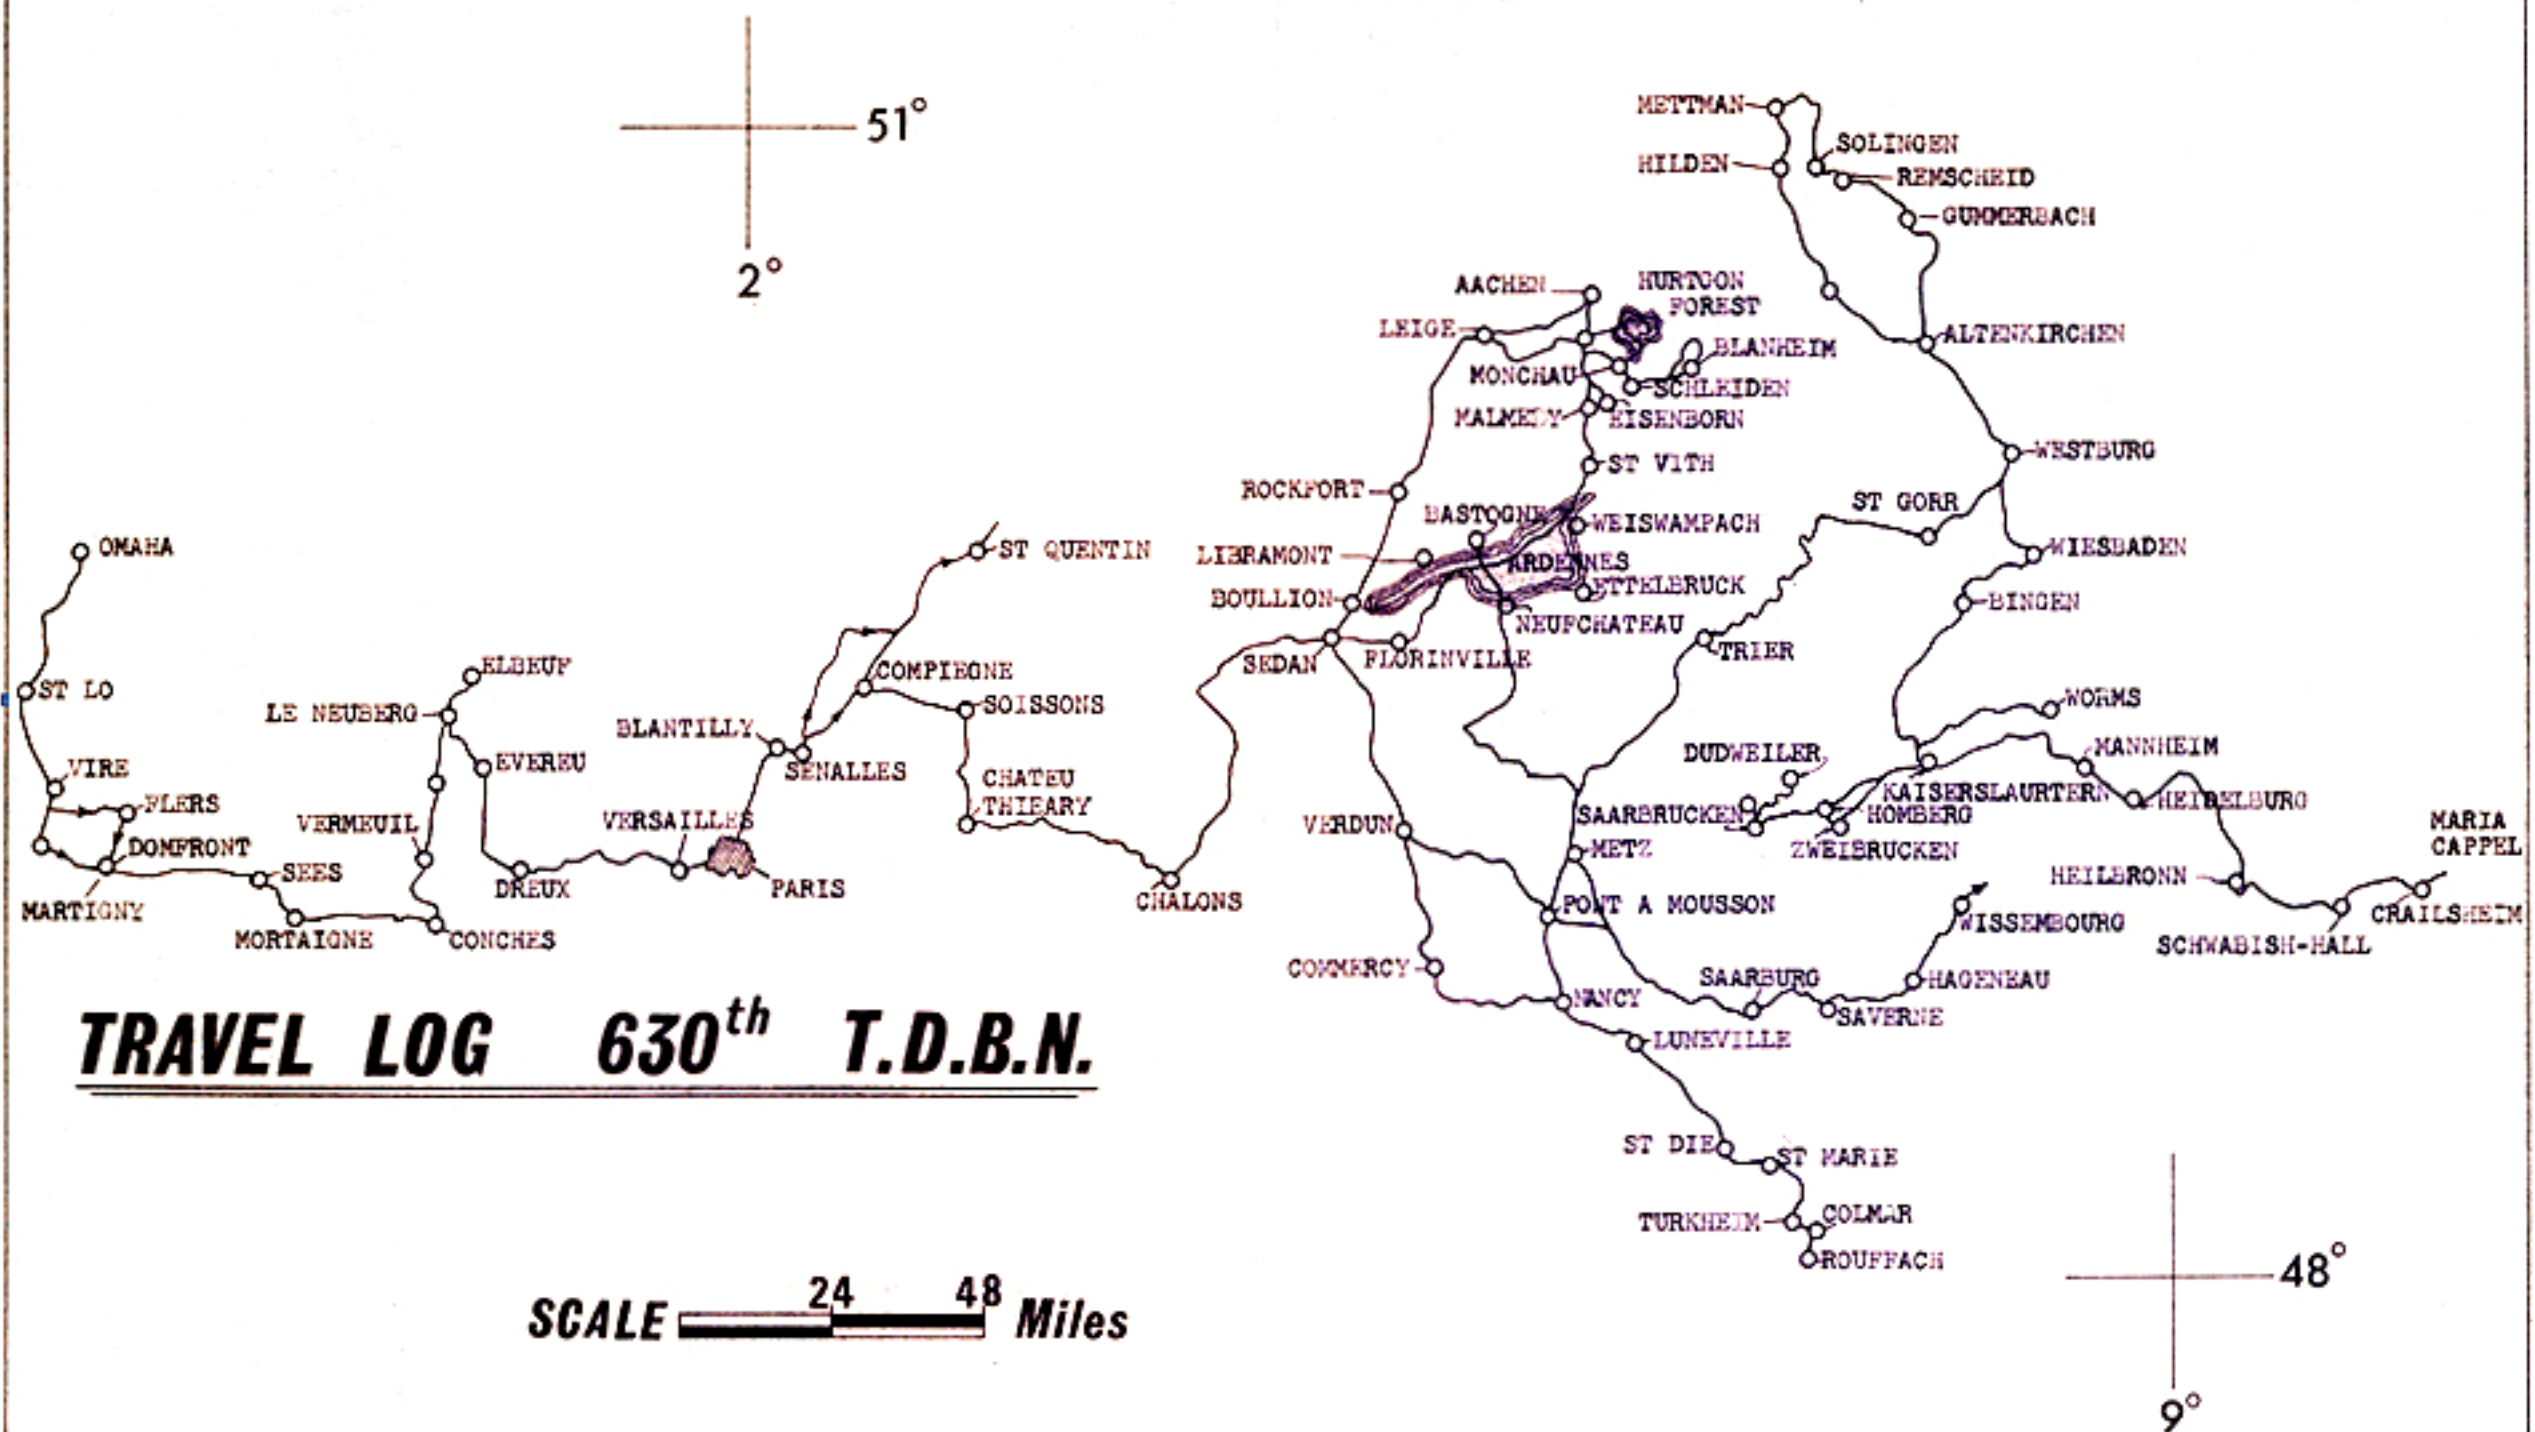 51°
2°
METTMAN
SOLINGEN
HILDEN
REMSCHEID
GUMMERBACH
AACHEN
HURTGON
FOREST
LEIGE
ALTENKIRCHEN
BLANHEIM
MONCHAU
SCHLEIDEN
MALMEDY
EISENBORN
WESTBURG
ST VITH
ROCKFORT
ST GORR
BASTOGNE
WEISWAMPACH
OMAHA
ST QUENTIN
LIBRAMONT
ARDENNES
WIESBADEN
ETTELBRUCK
BOULLION
BINGEN
NEUFCHATEAU
TRIER
SEDAN
FLORINVILLE
ELBEUF
COMPIEGNE
ST LO
LE NEUBERG
SOISSONS
WORMS
BLANTILLY
MANNHEIM
DUDWEILER
VIRE
EVEREU
SENALLES
CHATEU
THIEARY
FLERS
KAISERSLAURTERN
HEIDELBURG
VERMEUIL
VERSAILLES
SAARBRUCKEN
HOMBERG
VERDUN
MARIA
CAPPEL
DOMFRONT
METZ
ZWEIBRUCKEN
SEES
DREUX
PARIS
HEILBRONN
CHALONS
MARTIGNY
PONT A MOUSSON
CRAILSHEIM
WISSEMBOURG
MORTAIGNE
CONCHES
SCHWABISH-HALL
COMMERCY
SAARBURG
HAGENEAU
NANCY
SAVERNE
TRAVEL LOG 630th T.D.B.N.
LUNEVILLE
ST DIE
ST MARIE
TURKHEIM
COLMAR
ROUFFACH
48°
24 48
SCALE Miles
9°